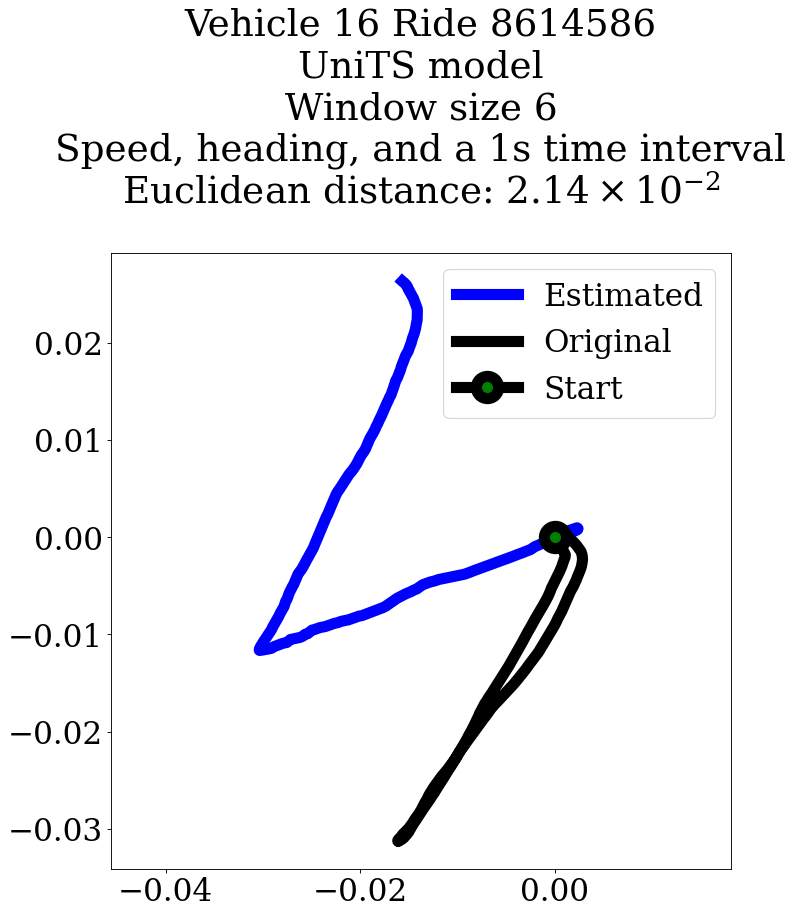 Vehicle 16 Ride 8614586
UniTS model
Window size 6
Speed, heading, and a 1s time interval
Euclidean distance: 2.14 × 10⁻²
Estimated
Original
Start
0.02
0.01
0.00
−0.01
−0.02
−0.03
−0.04
−0.02
0.00